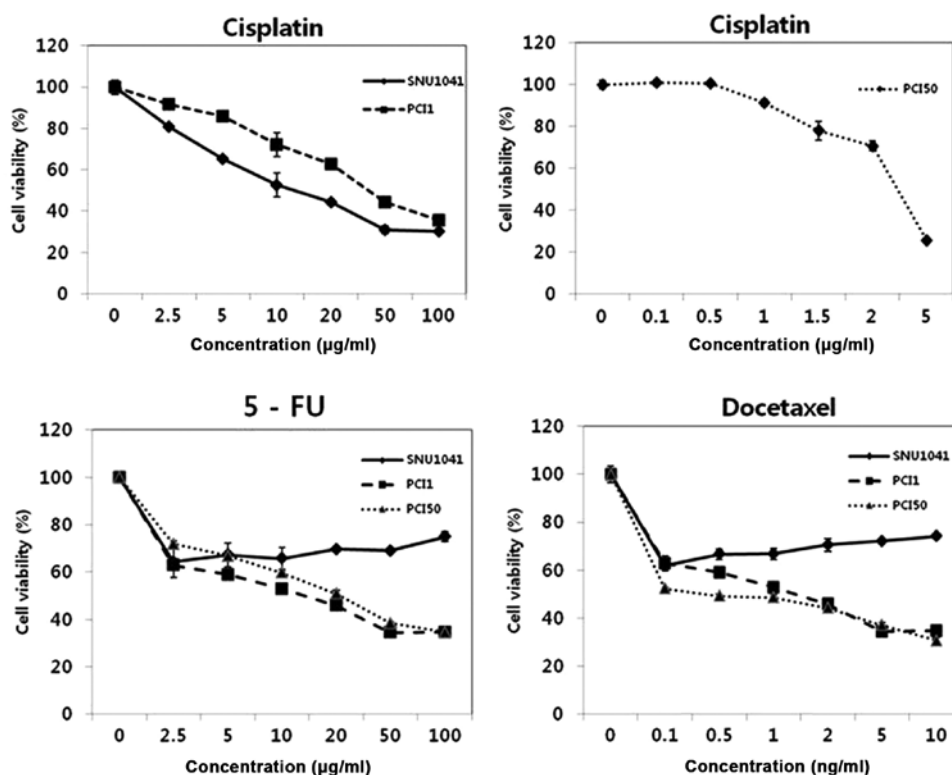 Cisplatin
Cell viability (%)
120
100
80
60
40
20
0
SNU1041
PCI1
0 2.5 5 10 20 50 100
Concentration (µg/ml)
Cisplatin
Cell viability (%)
120
100
80
60
40
20
0
PCI50
0 0.1 0.5 1 1.5 2 5
Concentration (µg/ml)
5 - FU
Cell viability (%)
120
100
80
60
40
20
0
SNU1041
PCI1
PCI50
0 2.5 5 10 20 50 100
Concentration (µg/ml)
Docetaxel
Cell viability (%)
120
100
80
60
40
20
0
SNU1041
PCI1
PCI50
0 0.1 0.5 1 2 5 10
Concentration (ng/ml)